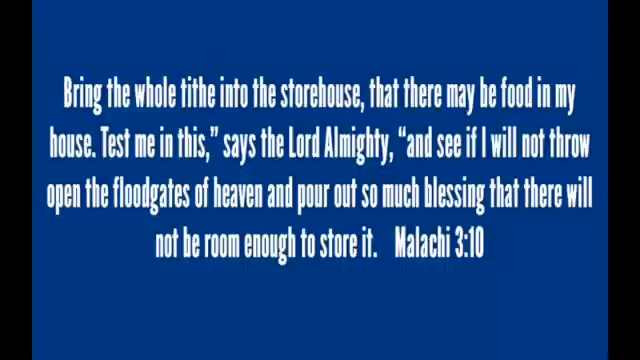 Bring the whole tithe into the storehouse, that there may be food in my
house. Test me in this,” says the Lord Almighty, “and see if I will not throw
open the floodgates of heaven and pour out so much blessing that there will
not be room enough to store it. Malachi 3:10